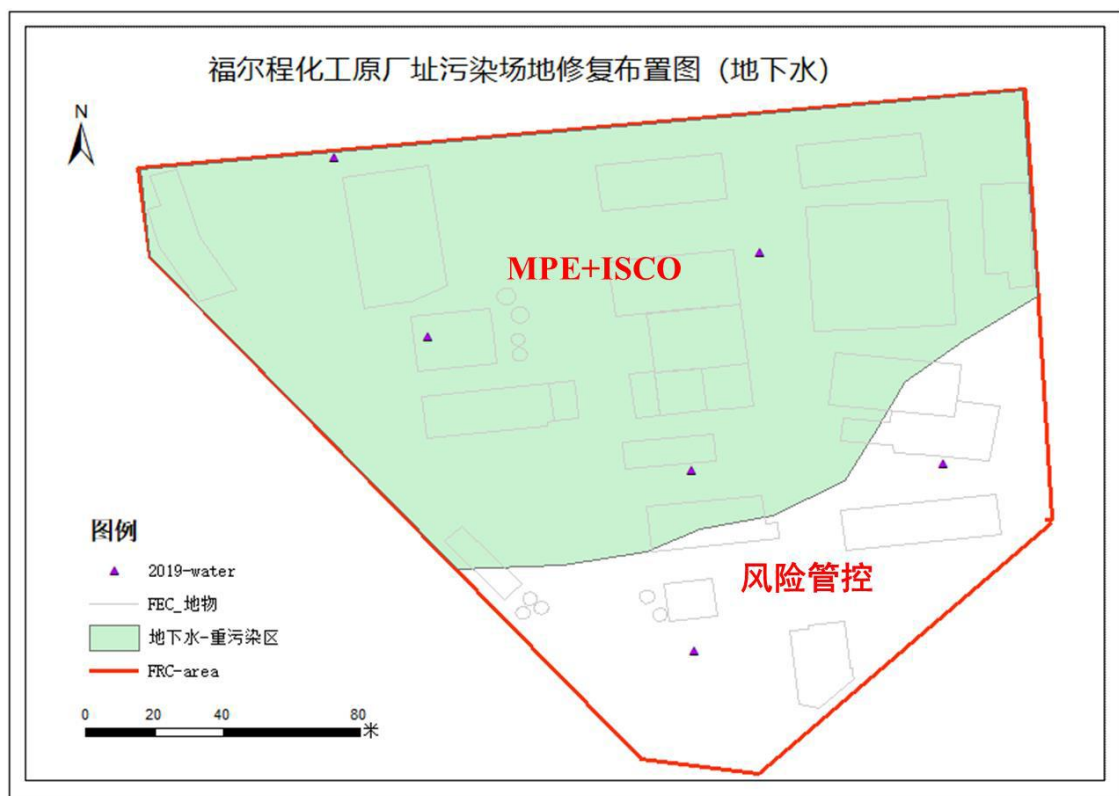 福尔程化工原厂址污染场地修复布置图（地下水）
N
MPE+ISCO
风险管控
图例
2019-water
FEC_地物
地下水-重污染区
FRC-area
0 20 40 80
米